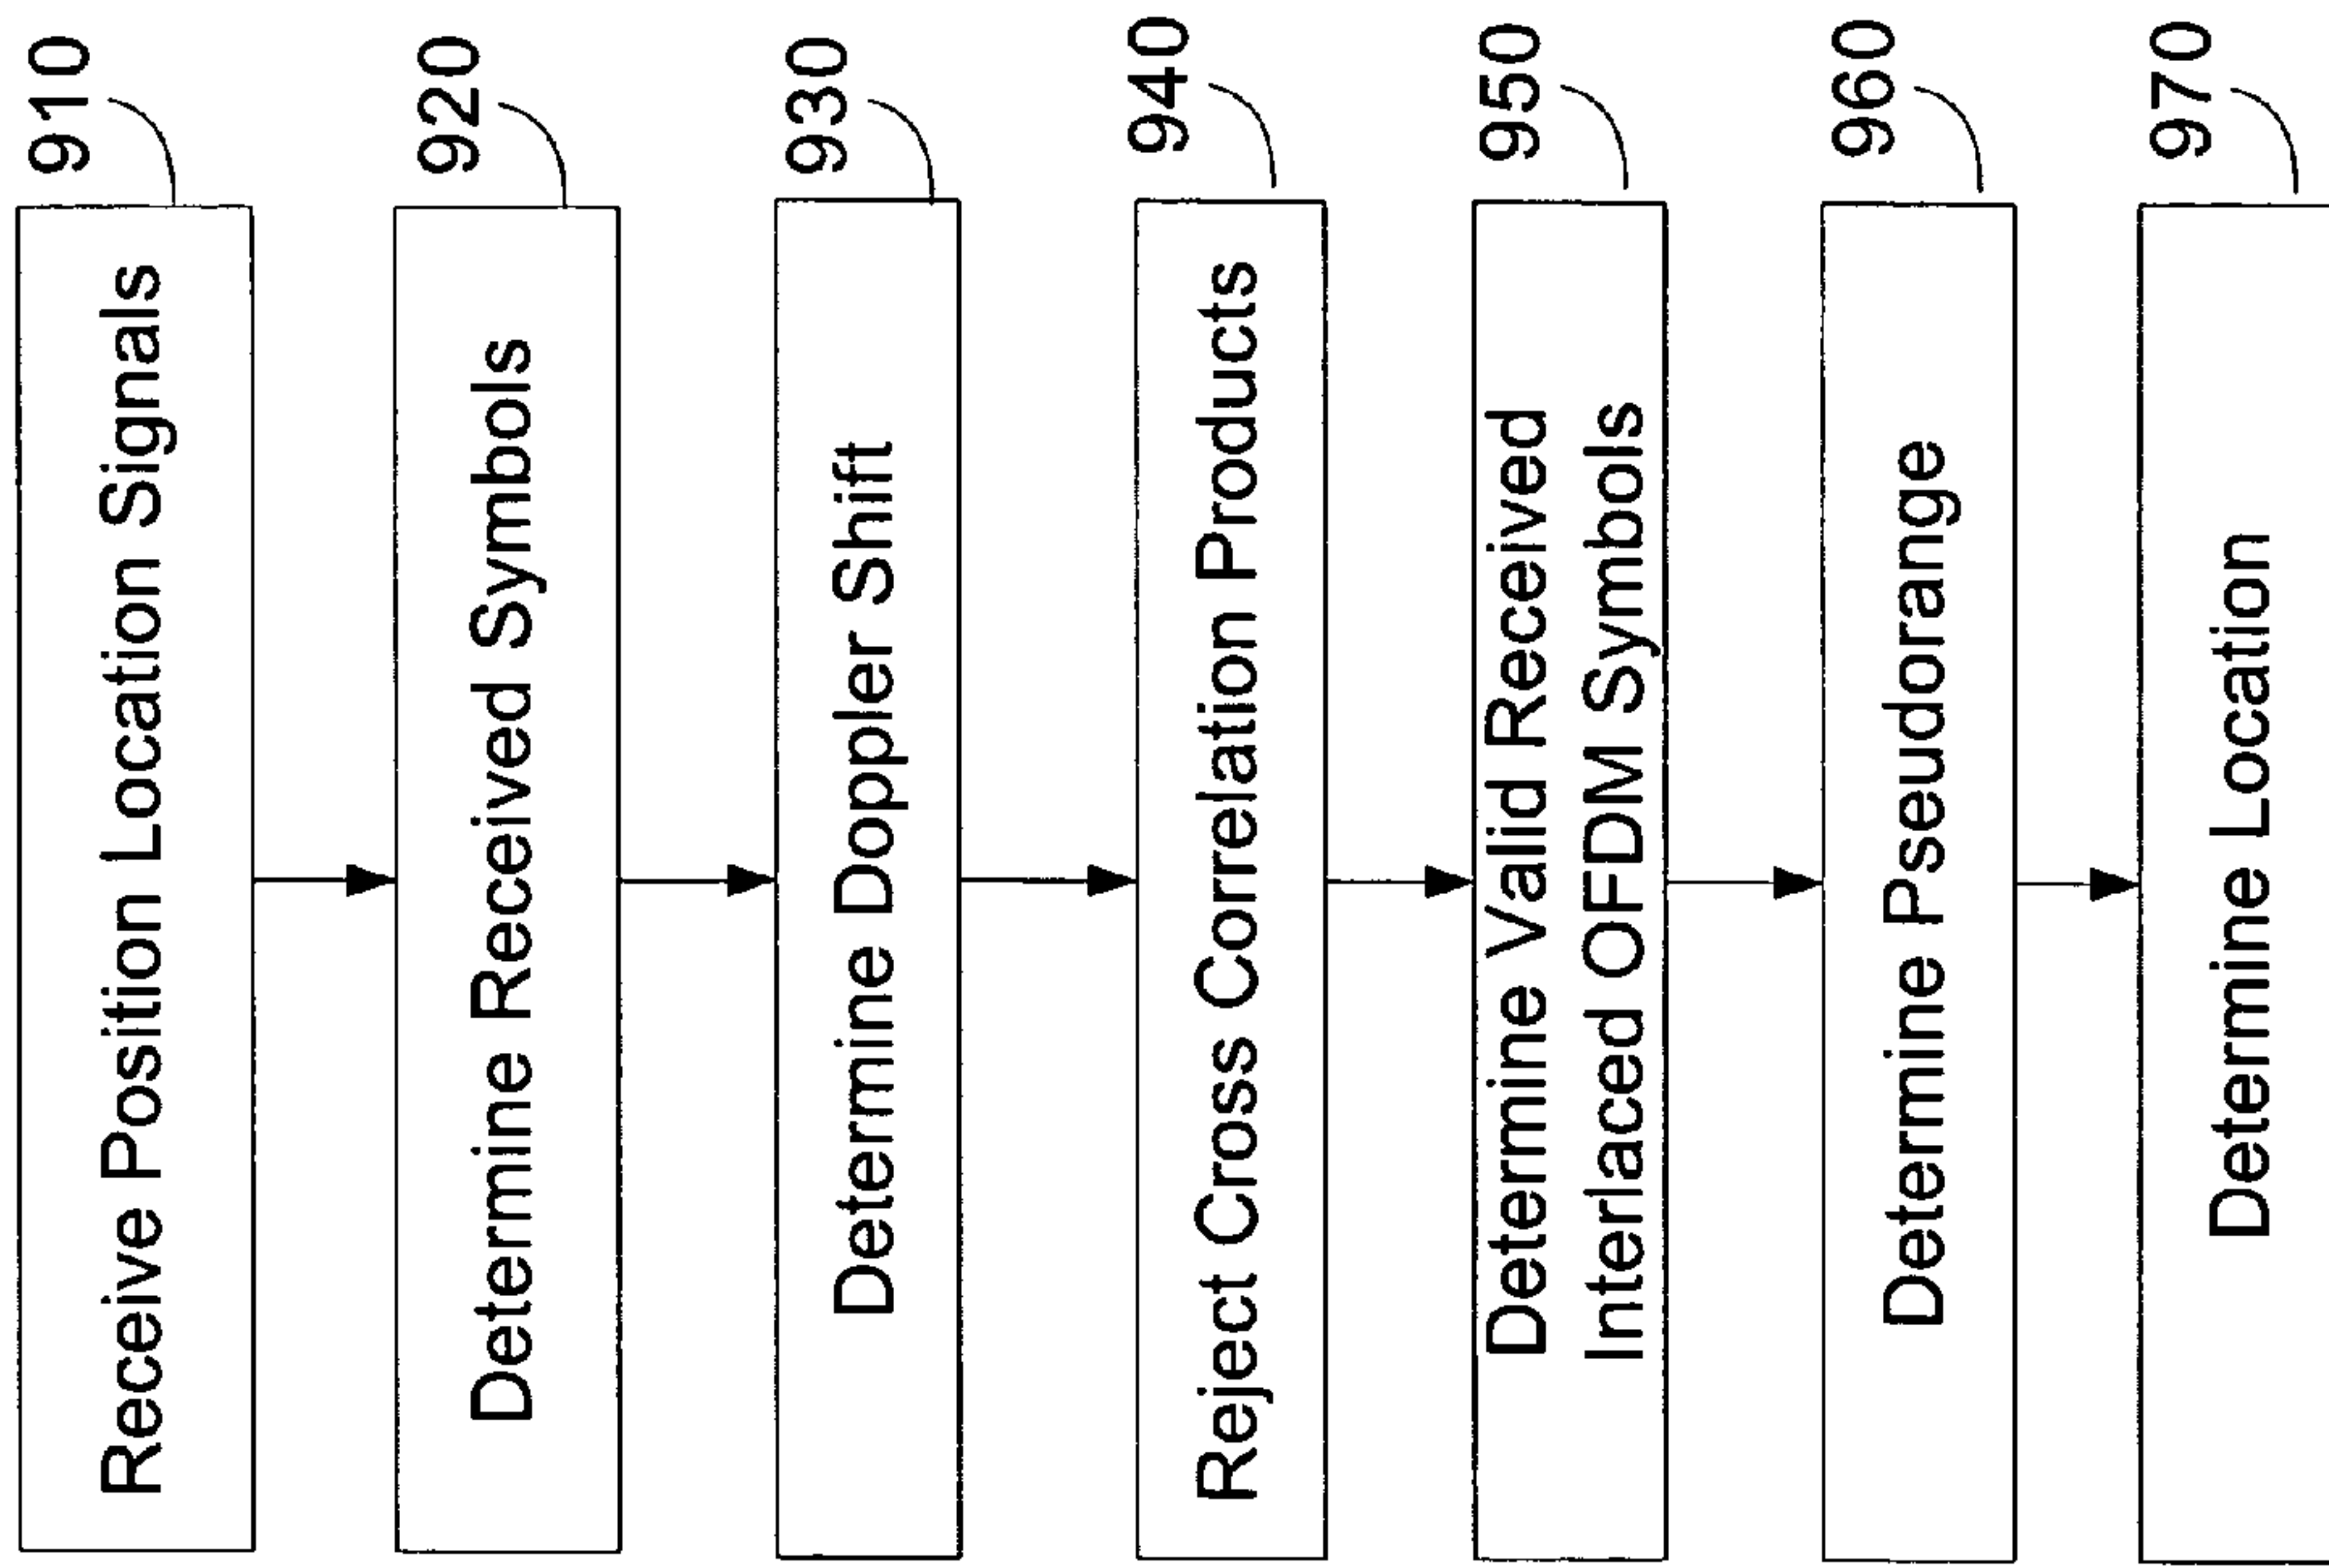 910
Receive Position Location Signals
920
Determine Received Symbols
930
Determine Doppler Shift
940
Reject Cross Correlation Products
950
Determine Valid Received
Interlaced OFDM Symbols
960
Determine Pseudorange
970
Determine Location